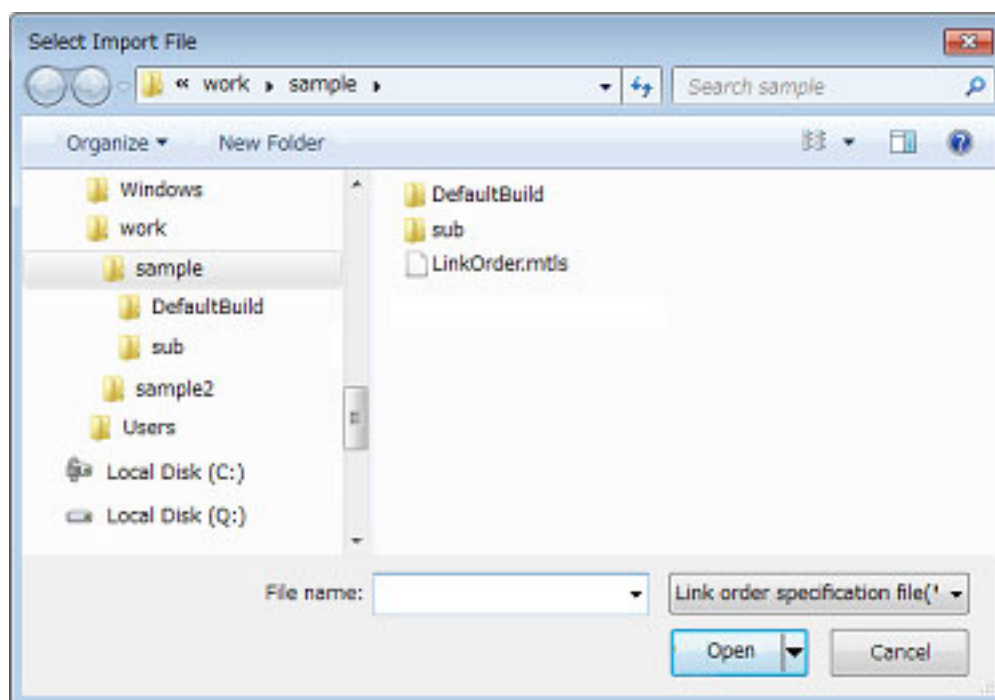 Select Import File
« work ▸ sample ▸
Search sample
Organize
New Folder
Windows
work
sample
DefaultBuild
sub
sample2
Users
Local Disk (C:)
Local Disk (Q:)
DefaultBuild
sub
LinkOrder.mtls
File name:
Link order specification file(*
Open
Cancel